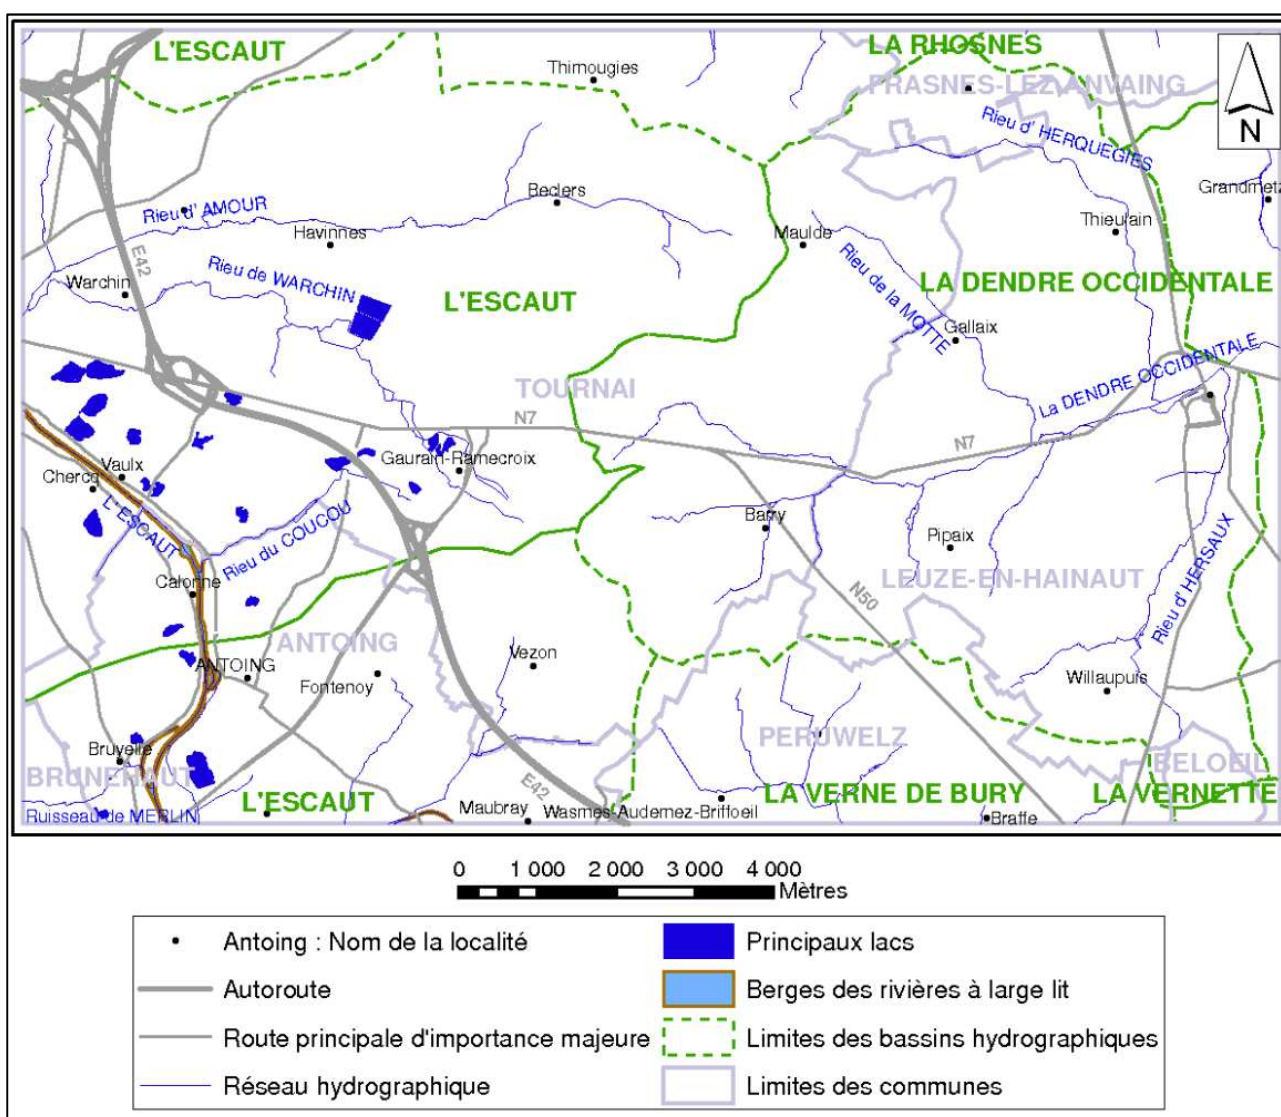 L'ESCAUT
LA RHOSNES
Thimougies
FRASNES-LEZ-ANVAING
N
Rieu d' HERQUEGIES
Rieu d' AMOUR
Beclers
Grandmetz
Havinnes
Maulde
Thieulain
E42
Rieu de WARCHIN
Warchin
L'ESCAUT
Rieu de la MOTTE
LA DENDRE OCCIDENTALE
Gallaix
La DENDRE OCCIDENTALE
TOURNAI
N7
N7
Gaurain-Ramecroix
Vaulx
Chercq
L' ESCAUT
Rieu du COUCOU
Barry
Pipaix
Calonne
LEUZE-EN-HAINAUT
N50
Rieu d' HERSAUX
ANTOING
Vezon
ANTOING
Fontenoy
Willaupuis
Bruyelle
PERUWELZ
BRUNEHAUT
BELOEIL
E42
L'ESCAUT
LA VERNE DE BURY
LA VERNETTE
Ruisseau de MERLIN
Maubray
Wasmes-Audemez-Briffoeil
Braffe
0 1 000 2 000 3 000 4 000
Mètres
Antoing : Nom de la localité
Autoroute
Route principale d'importance majeure
Réseau hydrographique
Principaux lacs
Berges des rivières à large lit
Limites des bassins hydrographiques
Limites des communes